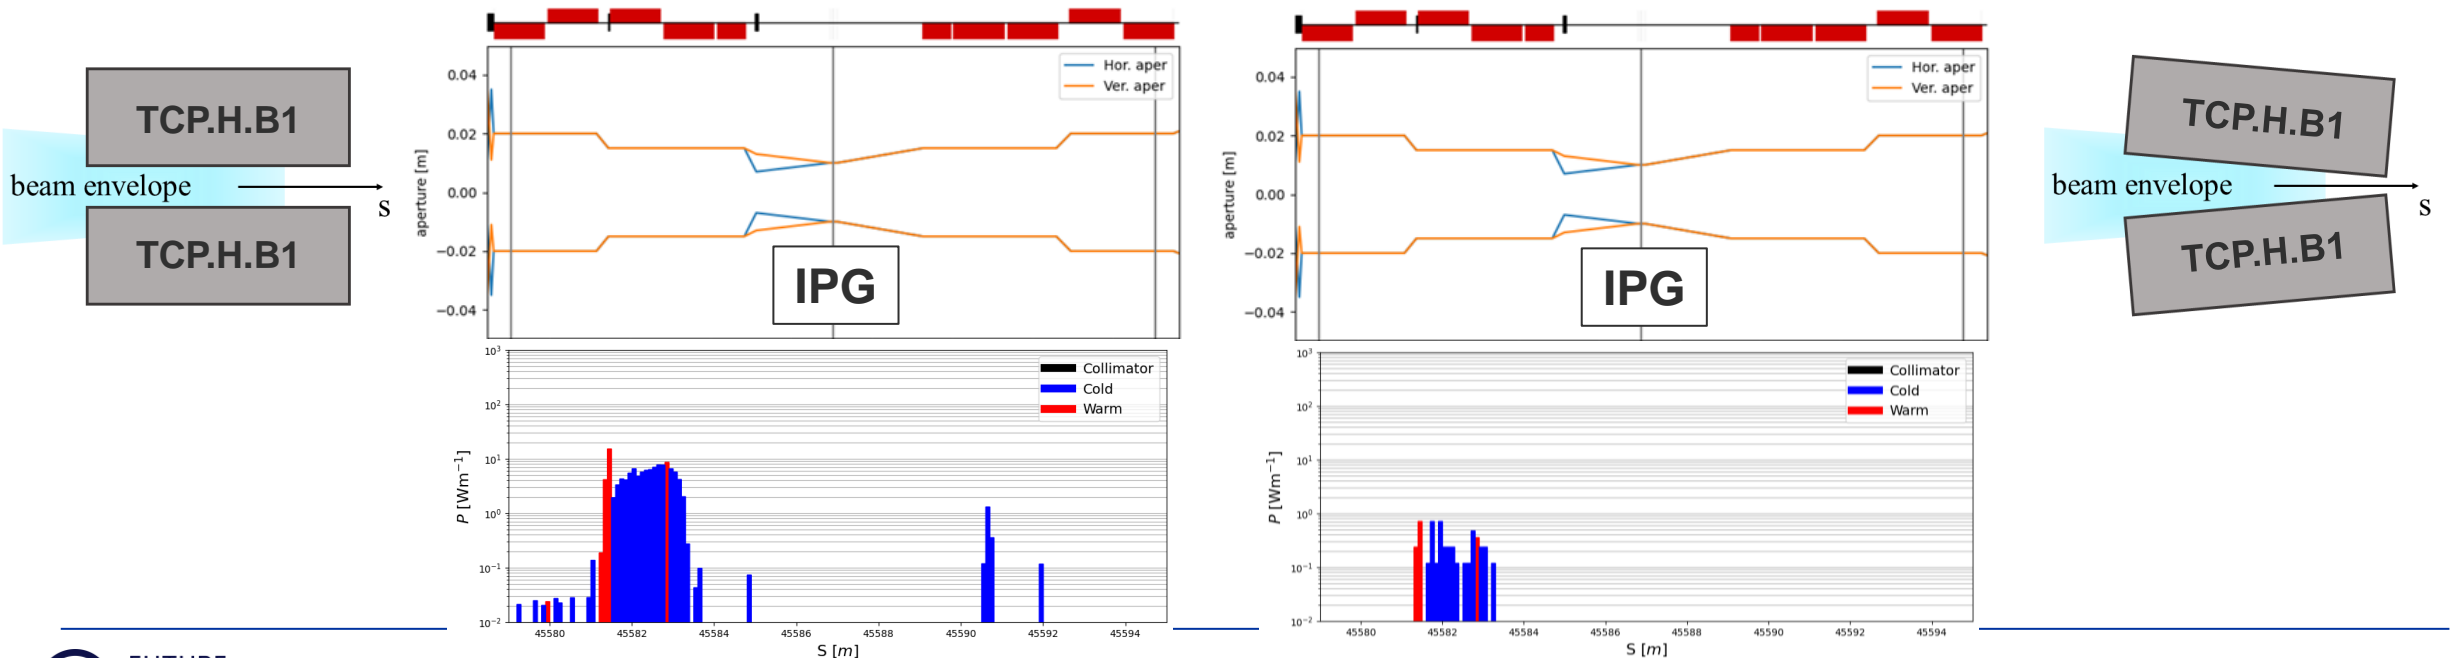 TCP.H.B1
beam envelope
s
TCP.H.B1
Hor. aper
Ver. aper
0.04
0.02
0.00
−0.02
−0.04
aperture [m]
IPG
Collimator
Cold
Warm
10³
10²
10¹
10⁰
10⁻¹
10⁻²
P [Wm⁻¹]
45580 45582 45584 45586 45588 45590 45592 45594
S [m]
Hor. aper
Ver. aper
0.04
0.02
0.00
−0.02
−0.04
aperture [m]
IPG
Collimator
Cold
Warm
10³
10²
10¹
10⁰
10⁻¹
10⁻²
P [Wm⁻¹]
45580 45582 45584 45586 45588 45590 45592 45594
S [m]
TCP.H.B1
beam envelope
s
TCP.H.B1
FUTURE